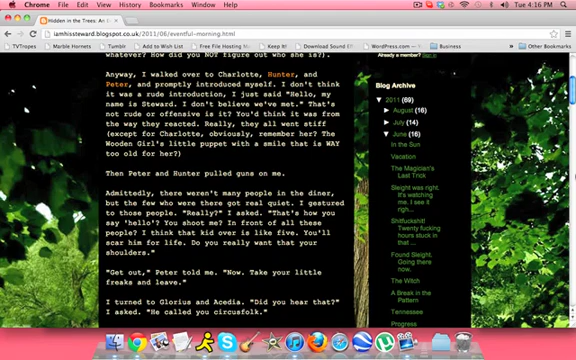 Chrome File Edit View History Bookmarks Window Help
Tue 4:16 PM
Hidden in the Trees: An E
iamhissteward.blogspot.co.uk/2011/06/eventful-morning.html
TVTropes Marble Hornets Tumblr Free File Hosting Keep It! Download Sound Eff WordPress.com Business Other Bookmarks
whatever? How did you NOT figure out who she is?).
Already a member? Sign in
Anyway, I walked over to Charlotte, Hunter, and
Peter, and promptly introduced myself. I don't think
it was a rude introduction, I just said "Hello, my
name is Steward. I don't believe we've met." That's
not rude or offensive is it? You'd think it was from
the way they reacted. Really, they all went stiff
(except for Charlotte, obviously, remember her? The
Wooden Girl's little puppet with a smile that is WAY
too old for her?)
Then Peter and Hunter pulled guns on me.
Admittedly, there weren't many people in the diner,
but the few who were there got real quiet. I gestured
to those people. "Really?" I asked. "That's how you
say 'hello'? You shoot me? In front of all these
people? I think that kid over is like five. You'll
scar him for life. Do you really want that your
shoulders."
"Get out," Peter told me. "Now. Take your little
freaks and leave."
I turned to Glorius and Acedia. "Did you hear that?"
I asked. "He called you circusfolk."
Blog Archive
▼ 2011 (69)
► August (16)
► July (14)
▼ June (16)
In the Sun
Vacation
The Magician's
Last Trick
Sleight was right.
It's watching
me. I see it
righ...
Shitfuckshit!
Twenty fucking
hours stuck in
that ...
Found Sleight.
Going there
now.
The Witch
A Break in the
Pattern
Tennessee
Progress